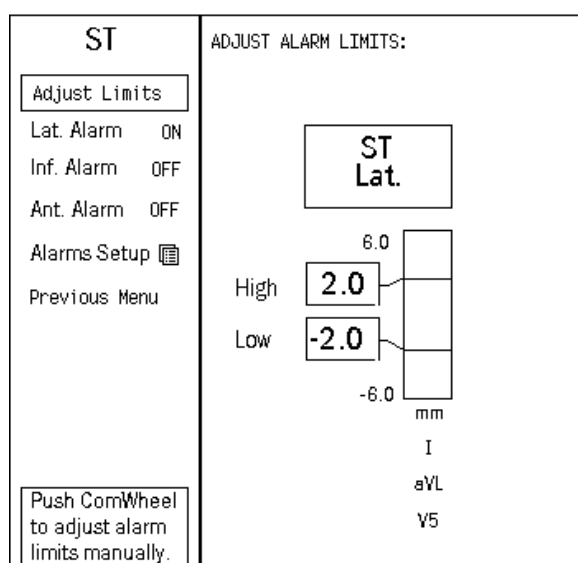 ST
Adjust Limits
Lat. Alarm ON
Inf. Alarm OFF
Ant. Alarm OFF
Alarms Setup
Previous Menu
Push ComWheel
to adjust alarm
limits manually.
ADJUST ALARM LIMITS:
ST
Lat.
6.0
High 2.0
Low -2.0
-6.0
mm
I
aVL
V5